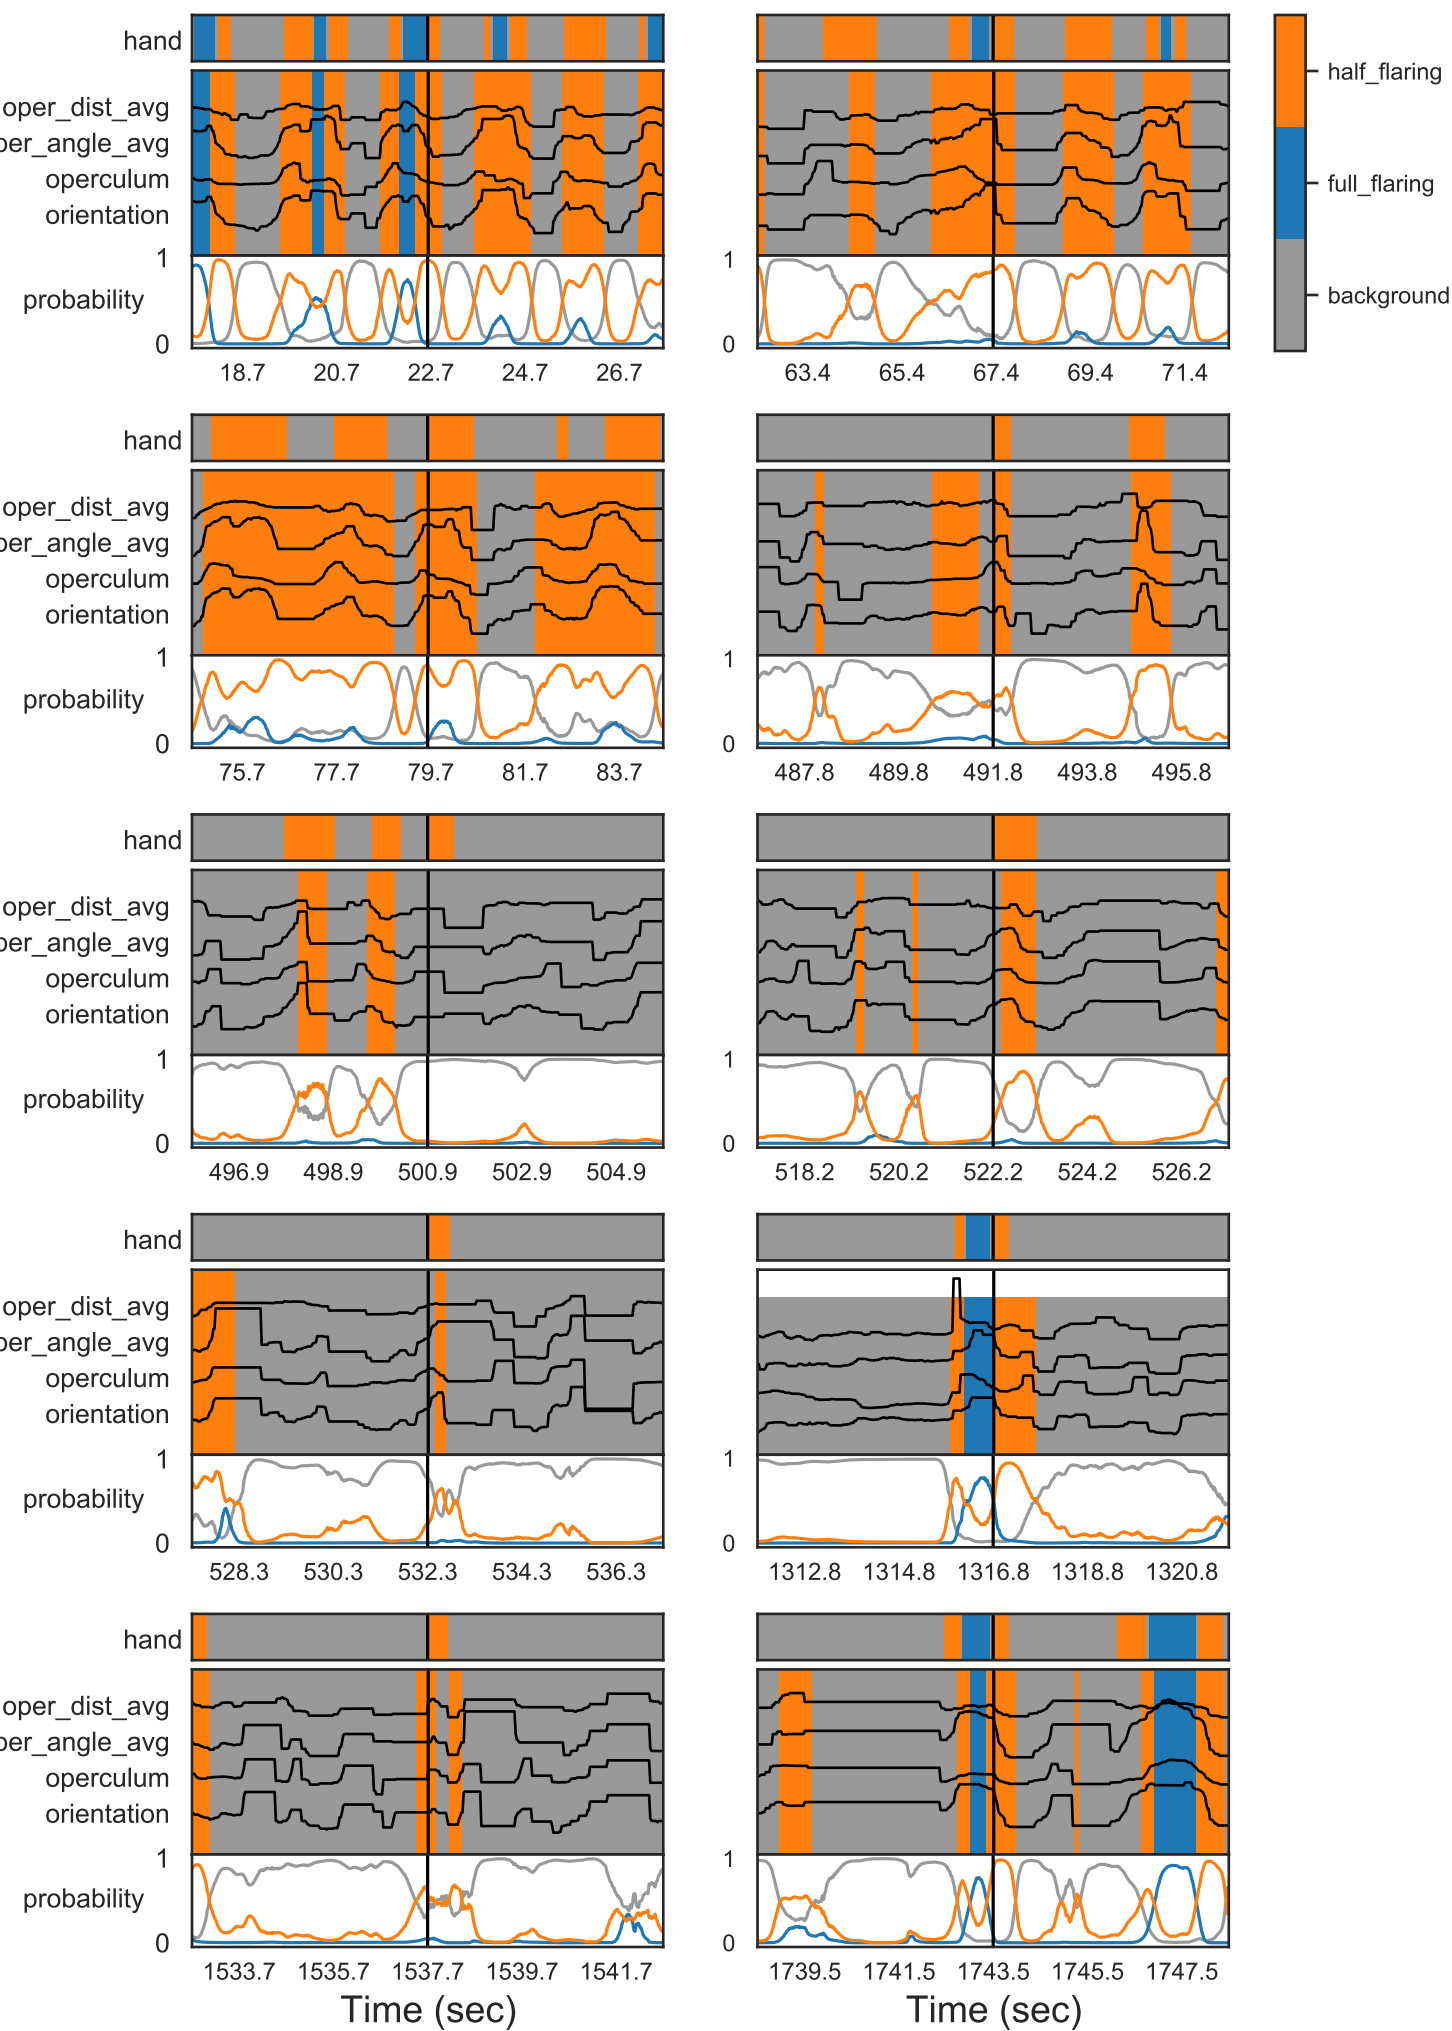 hand
oper_dist_avg
per_angle_avg
operculum
orientation
1
probability
0
18.7 20.7 22.7 24.7 26.7
1
0
63.4 65.4 67.4 69.4 71.4
half_flaring
full_flaring
background
hand
oper_dist_avg
per_angle_avg
operculum
orientation
1
probability
0
75.7 77.7 79.7 81.7 83.7
1
0
487.8 489.8 491.8 493.8 495.8
hand
oper_dist_avg
per_angle_avg
operculum
orientation
1
probability
0
496.9 498.9 500.9 502.9 504.9
1
0
518.2 520.2 522.2 524.2 526.2
hand
oper_dist_avg
per_angle_avg
operculum
orientation
1
probability
0
528.3 530.3 532.3 534.3 536.3
1
0
1312.8 1314.8 1316.8 1318.8 1320.8
hand
oper_dist_avg
per_angle_avg
operculum
orientation
1
probability
0
1533.7 1535.7 1537.7 1539.7 1541.7
Time (sec)
1
0
1739.5 1741.5 1743.5 1745.5 1747.5
Time (sec)